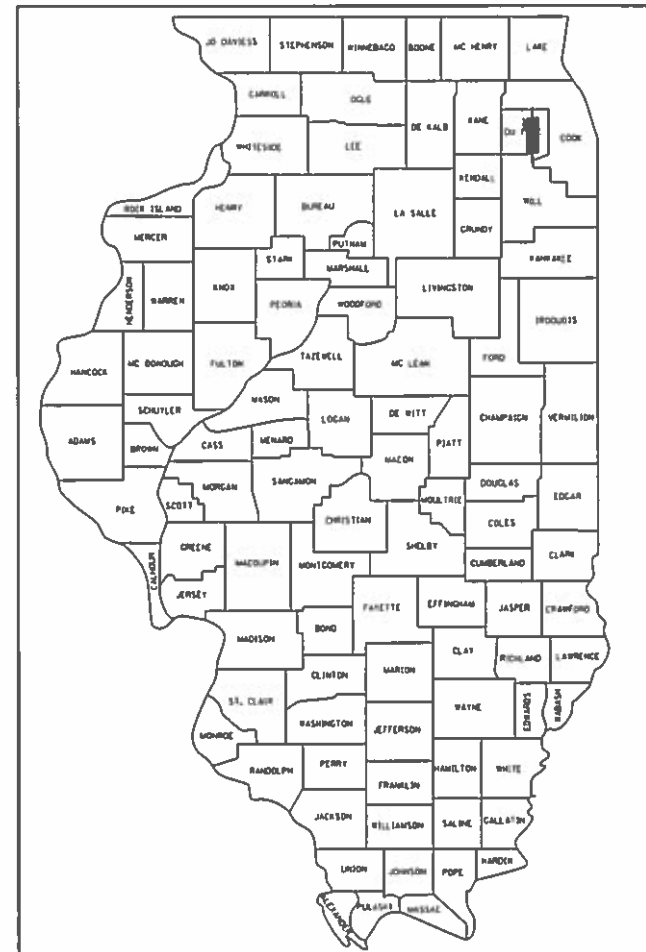 JO DAVIESS STEPHENSON WINNEBAGO BOONE MC HENRY LAKE
CARROLL OGLE
DE KALB KANE DU COOK
WHITESIDE LEE
KENDALL WILL
ROCK ISLAND HENRY BUREAU LA SALLE
MERCER PUTNAM GRUNDY
STARK MARSHALL KANKAKEE
HENDERSON WARREN KNOX PEORIA WOODFORD LIVINGSTON
IROQUOIS
HANCOCK MC DONOUGH FULTON TAZEWELL MC LEAN FORD
MASON
SCHUYLER LOGAN DE WITT CHAMPAIGN VERMILION
ADAMS BROWN CASS MENARD PIATT
MACON
MORGAN SANGAMON DOUGLAS
PIKE SCOTT CHRISTIAN MOULTRIE EDGAR
COLES
GREENE SHELBY
CALHOUN MACOUPIN MONTGOMERY CUMBERLAND CLARK
JERSEY FAYETTE EFFINGHAM JASPER CRAWFORD
MADISON BOND
CLAY RICHLAND LAWRENCE
CLINTON MARION
ST. CLAIR WAYNE EDWARDS WABASH
MONROE WASHINGTON JEFFERSON
RANDOLPH PERRY HAMILTON WHITE
FRANKLIN
JACKSON WILLIAMSON SALINE GALLATIN
UNION JOHNSON POPE HARDIN
ALEXANDER PULASKI MASSAC